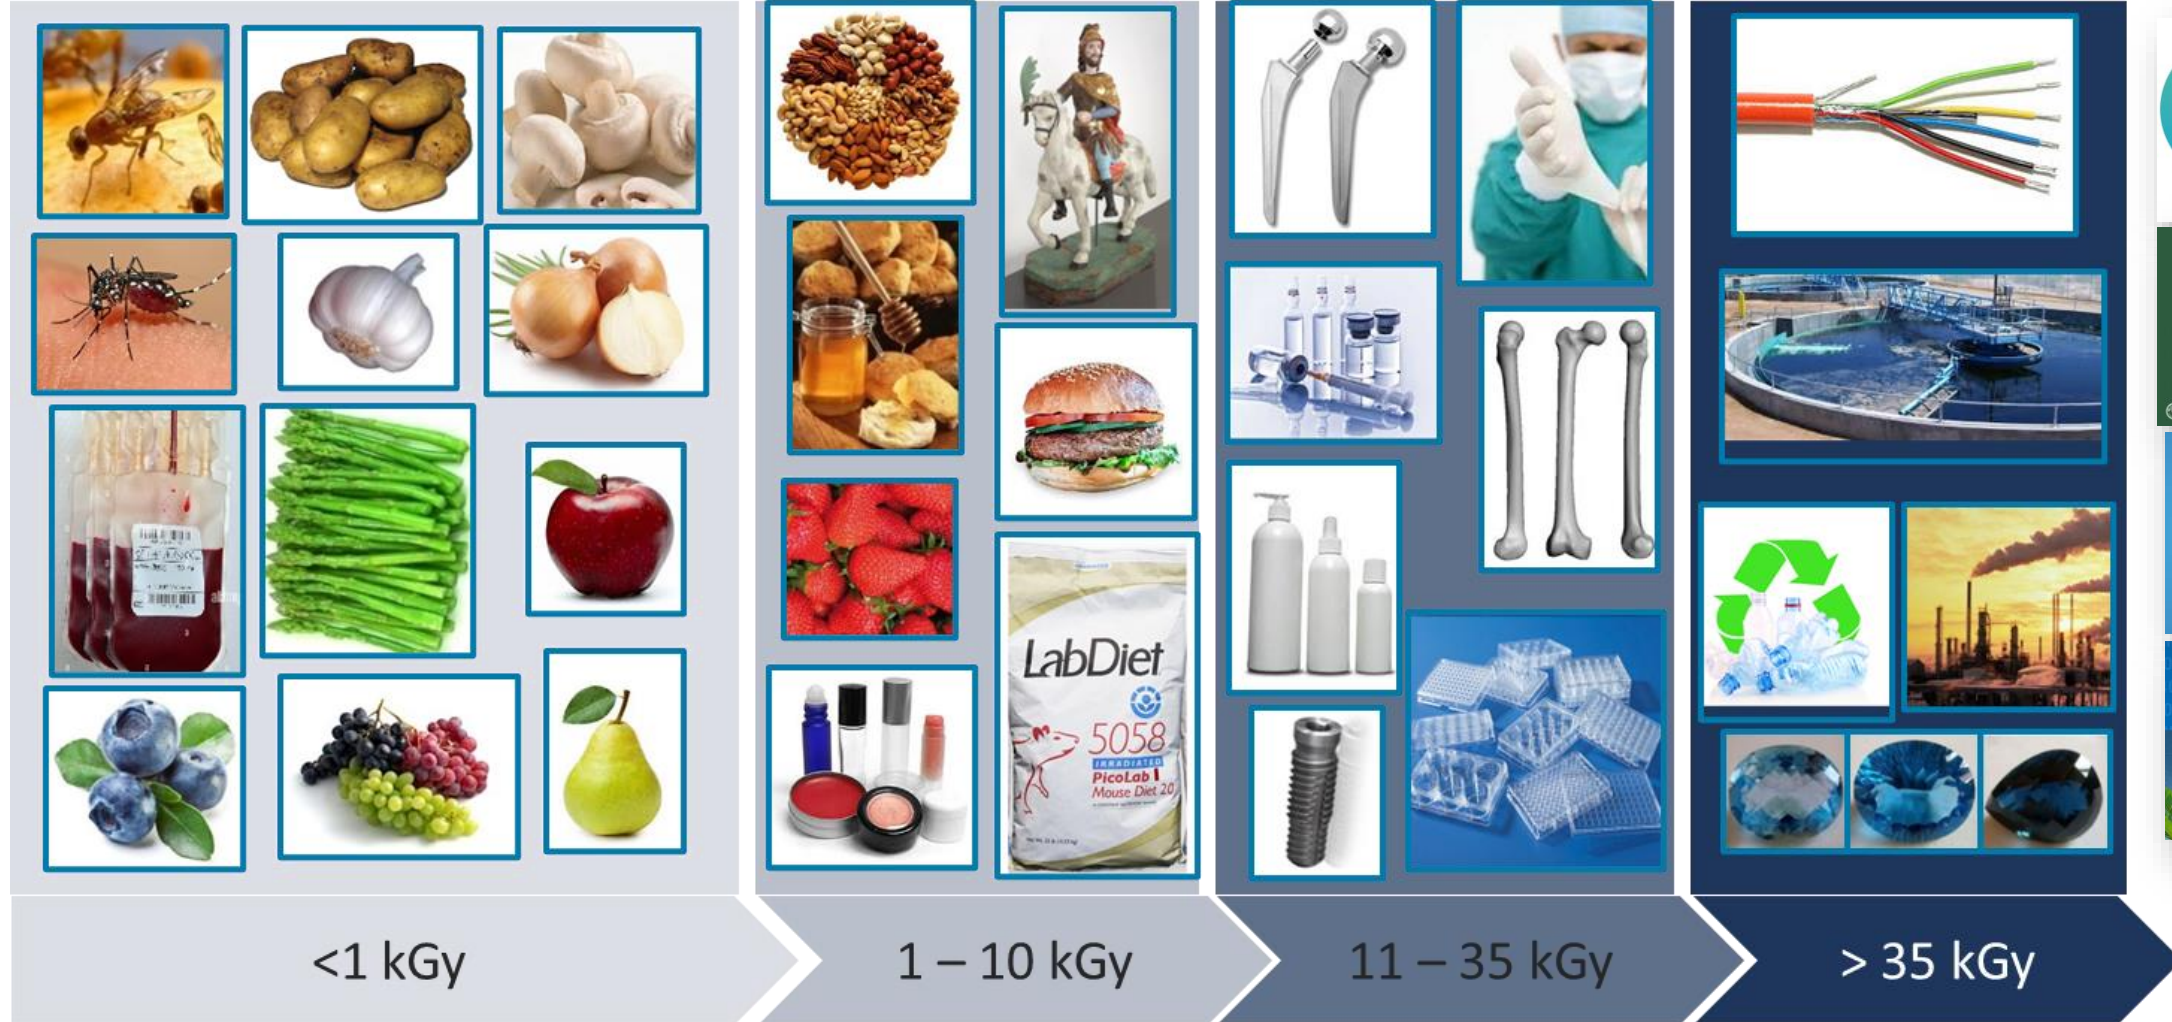 LabDiet
5058
IRRADIATED
PicoLab
Mouse Diet 20
<1 kGy
1 – 10 kGy
11 – 35 kGy
> 35 kGy